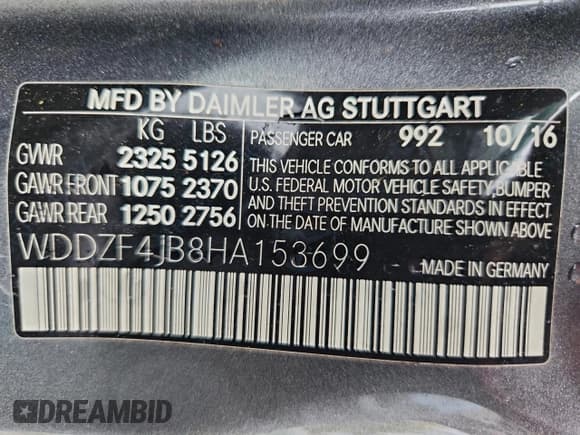 MFD BY DAIMLER AG STUTTGART
KG LBS PASSENGER CAR 992 10/16
GVWR 2325 5126
GAWR FRONT 1075 2370
GAWR REAR 1250 2756
THIS VEHICLE CONFORMS TO ALL APPLICABLE
U.S. FEDERAL MOTOR VEHICLE SAFETY, BUMPER
AND THEFT PREVENTION STANDARDS IN EFFECT
ON THE DATE OF MANUFACTURE SHOWN ABOVE.
WDDZF4JB8HA153699
MADE IN GERMANY
DREAMBID